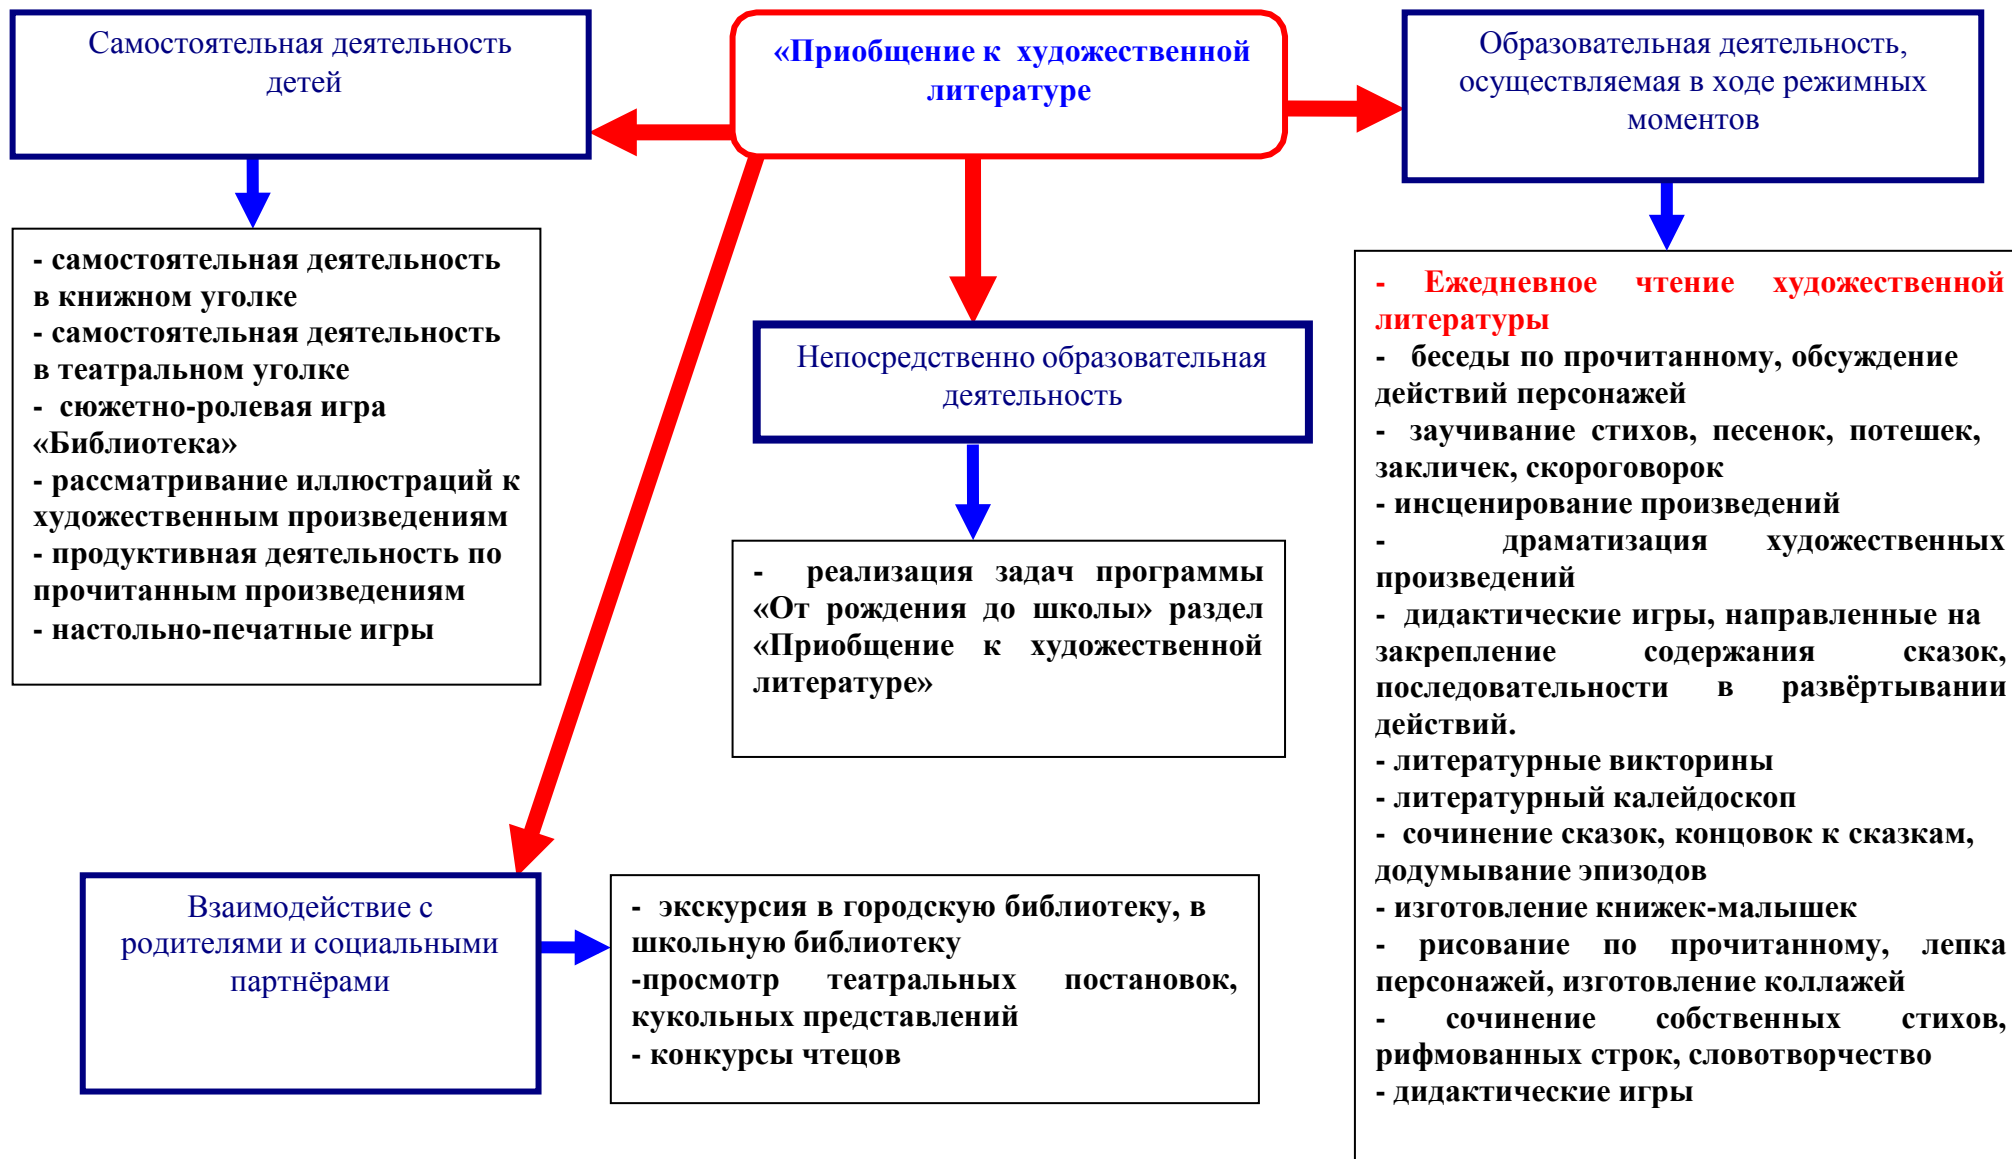 Самостоятельная деятельность
детей
«Приобщение к художественной
литературе
Образовательная деятельность,
осуществляемая в ходе режимных
моментов
- самостоятельная деятельность
в книжном уголке
- самостоятельная деятельность
в театральном уголке
- сюжетно-ролевая игра
«Библиотека»
- рассматривание иллюстраций к
художественным произведениям
- продуктивная деятельность по
прочитанным произведениям
- настольно-печатные игры
Непосредственно образовательная
деятельность
- реализация задач программы
«От рождения до школы» раздел
«Приобщение к художественной
литературе»
- Ежедневное чтение художественной
литературы
- беседы по прочитанному, обсуждение
действий персонажей
- заучивание стихов, песенок, потешек,
закличек, скороговорок
- инсценирование произведений
- драматизация художественных
произведений
- дидактические игры, направленные на
закрепление содержания сказок,
последовательности в развёртывании
действий.
- литературные викторины
- литературный калейдоскоп
- сочинение сказок, концовок к сказкам,
додумывание эпизодов
- изготовление книжек-малышек
- рисование по прочитанному, лепка
персонажей, изготовление коллажей
- сочинение собственных стихов,
рифмованных строк, словотворчество
- дидактические игры
Взаимодействие с
родителями и социальными
партнёрами
- экскурсия в городскую библиотеку, в
школьную библиотеку
-просмотр театральных постановок,
кукольных представлений
- конкурсы чтецов